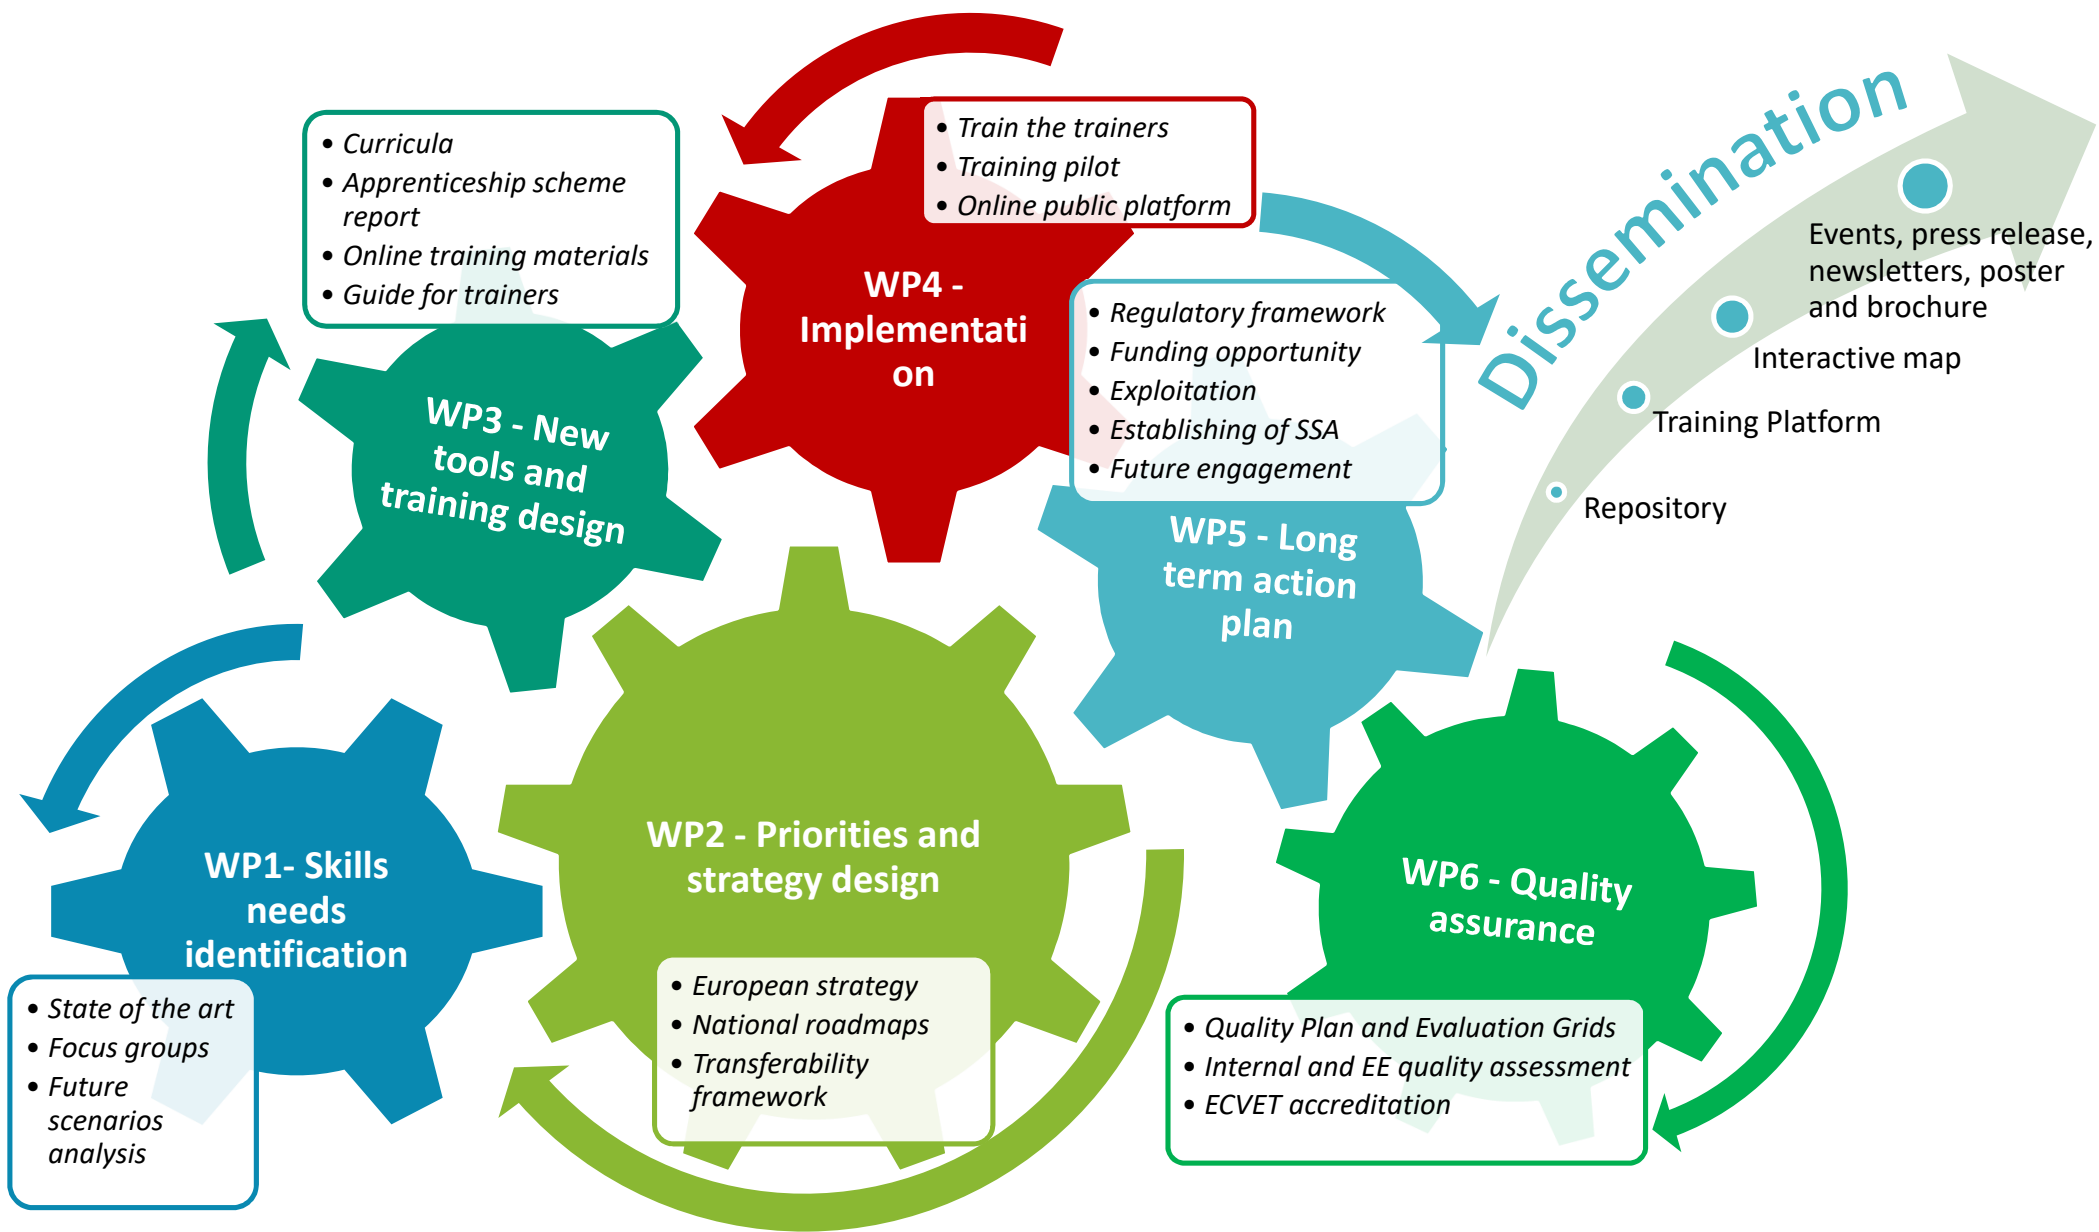 • Curricula
• Apprenticeship scheme
report
• Online training materials
• Guide for trainers
WP3 - New
tools and
training design
• Train the trainers
• Training pilot
• Online public platform
WP4 -
Implementati
on
• Regulatory framework
• Funding opportunity
• Exploitation
• Establishing of SSA
• Future engagement
WP5 - Long
term action
plan
Dissemination
Events, press release,
newsletters, poster
and brochure
Interactive map
Training Platform
Repository
WP1- Skills
needs
identification
• State of the art
• Focus groups
• Future
scenarios
analysis
WP2 - Priorities and
strategy design
• European strategy
• National roadmaps
• Transferability
framework
WP6 - Quality
assurance
• Quality Plan and Evaluation Grids
• Internal and EE quality assessment
• ECVET accreditation